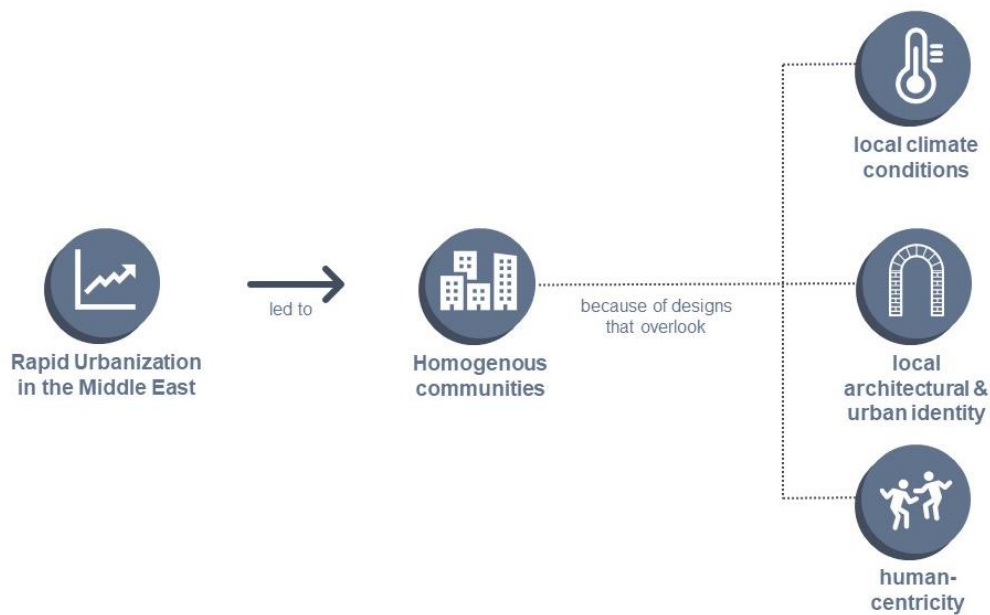 Rapid Urbanization
in the Middle East
led to
Homogenous
communities
because of designs
that overlook
local climate
conditions
local
architectural &
urban identity
human-
centricity